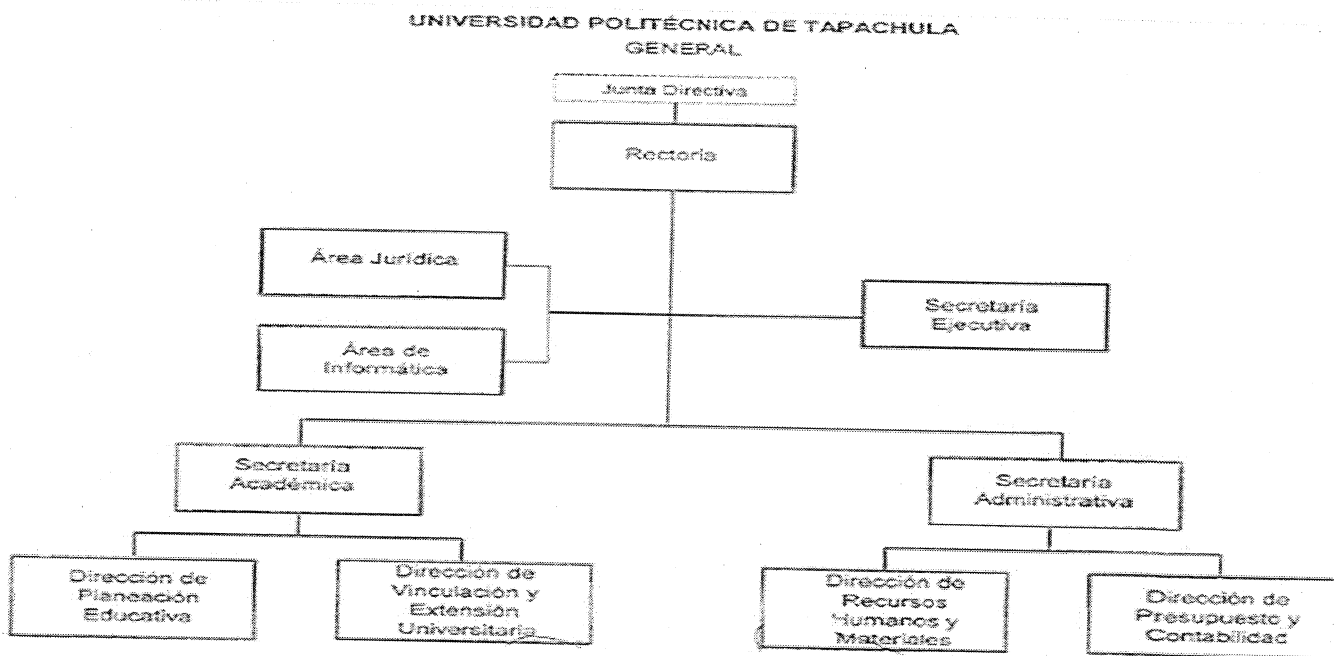 UNIVERSIDAD POLITÉCNICA DE TAPACHULA
GENERAL
Junta Directiva
Rectoría
Área Jurídica
Secretaría
Ejecutiva
Área de
Informática
Secretaría
Académica
Secretaría
Administrativa
Dirección de
Planeación
Educativa
Dirección de
Vinculación y
Extensión
Universitaria
Dirección de
Recursos
Humanos y
Materiales
Dirección de
Presupuesto y
Contabilidad